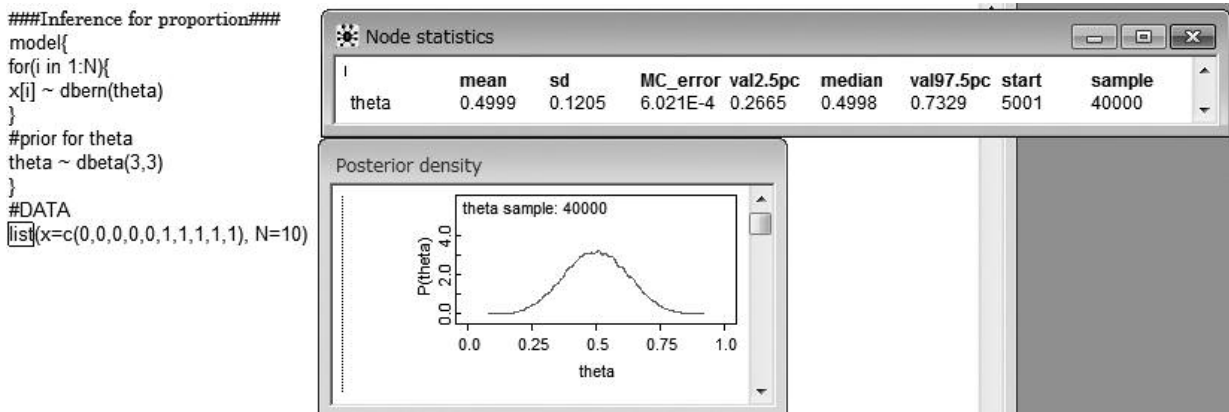 ###Inference for proportion###
model{
for(i in 1:N){
x[i] ~ dbern(theta)
}
#prior for theta
theta ~ dbeta(3,3)
}
#DATA
list(x=c(0,0,0,0,0,1,1,1,1,1), N=10)
Node statistics
mean sd MC_error val2.5pc median val97.5pc start sample
theta 0.4999 0.1205 6.021E-4 0.2665 0.4998 0.7329 5001 40000
Posterior density
theta sample: 40000
P(theta)
4.0
2.0
0.0
0.0 0.25 0.5 0.75 1.0
theta